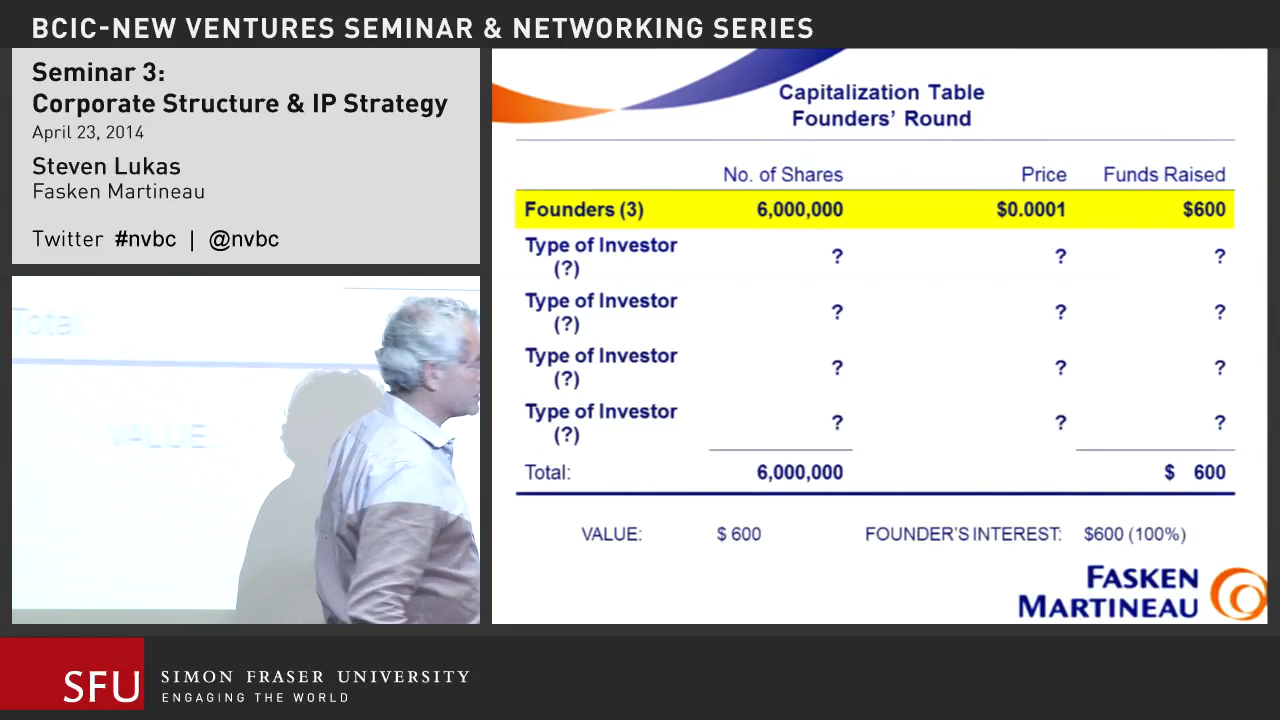 BCIC-NEW VENTURES SEMINAR & NETWORKING SERIES
Seminar 3:
Corporate Structure & IP Strategy
April 23, 2014
Steven Lukas
Fasken Martineau
Twitter #nvbc | @nvbc
Total:
VALUE:
Capitalization Table
Founders' Round
No. of Shares Price Funds Raised
Founders (3) 6,000,000 $0.0001 $600
Type of Investor
(?) ? ? ?
Type of Investor
(?) ? ? ?
Type of Investor
(?) ? ? ?
Type of Investor
(?) ? ? ?
Total: 6,000,000 $ 600
VALUE: $ 600 FOUNDER'S INTEREST: $600 (100%)
FASKEN
MARTINEAU
SFU SIMON FRASER UNIVERSITY
ENGAGING THE WORLD